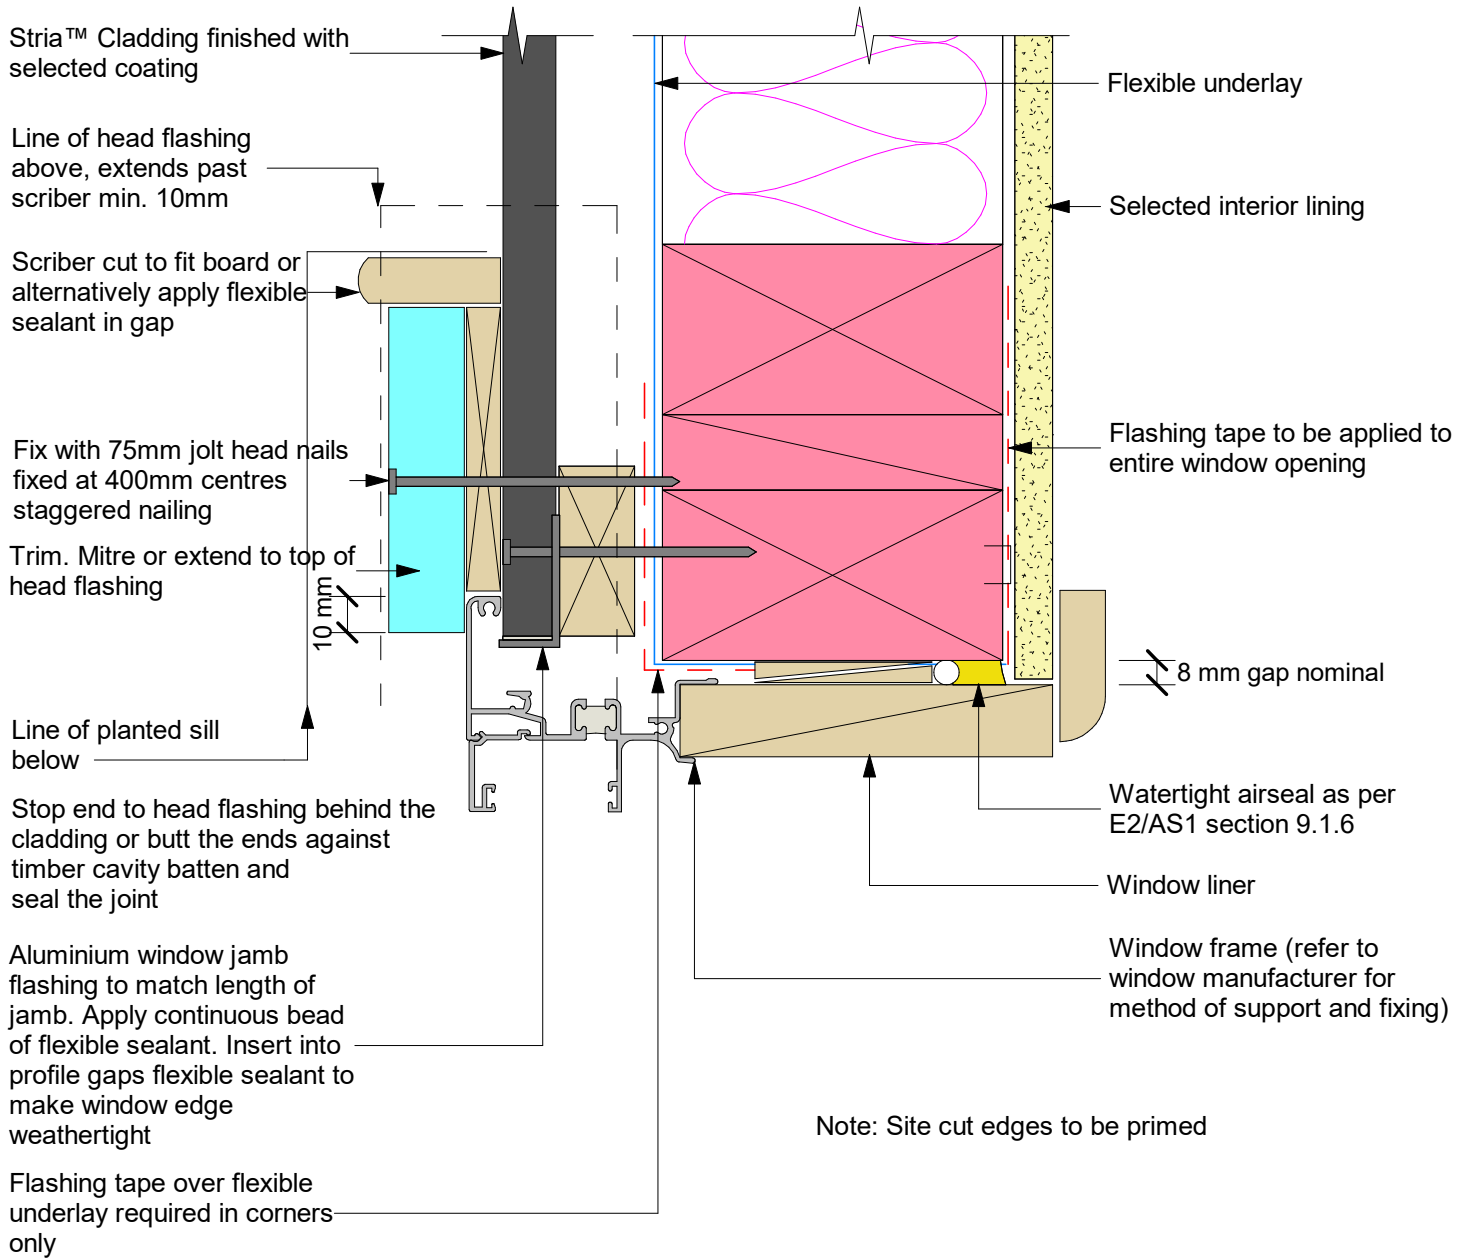 Stria™ Cladding finished with
selected coating
Line of head flashing
above, extends past
scriber min. 10mm
Scriber cut to fit board or
alternatively apply flexible
sealant in gap
Fix with 75mm jolt head nails
fixed at 400mm centres
staggered nailing
Trim. Mitre or extend to top of
head flashing
10 mm
Line of planted sill
below
Stop end to head flashing behind the
cladding or butt the ends against
timber cavity batten and
seal the joint
Aluminium window jamb
flashing to match length of
jamb. Apply continuous bead
of flexible sealant. Insert into
profile gaps flexible sealant to
make window edge
weathertight
Flashing tape over flexible
underlay required in corners
only
Flexible underlay
Selected interior lining
Flashing tape to be applied to
entire window opening
8 mm gap nominal
Watertight airseal as per
E2/AS1 section 9.1.6
Window liner
Window frame (refer to
window manufacturer for
method of support and fixing)
Note: Site cut edges to be primed